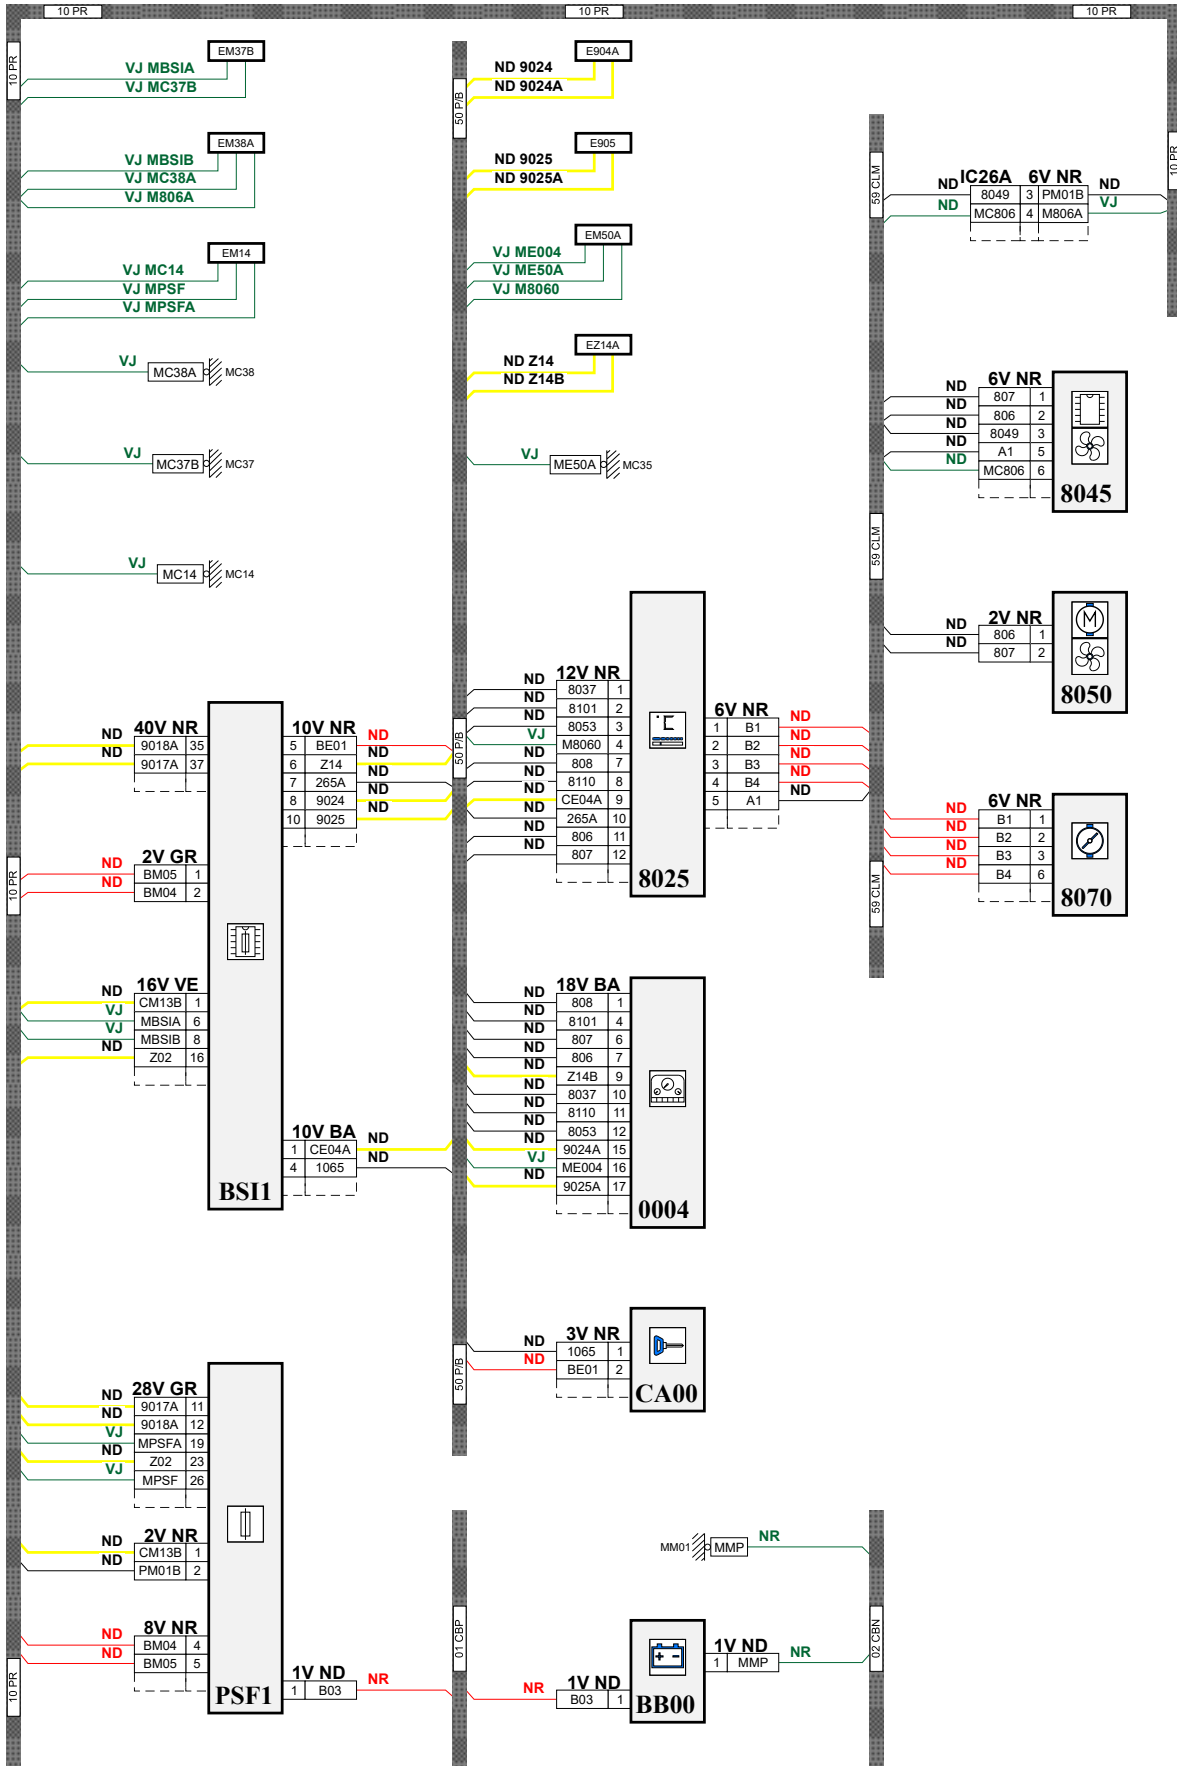 10 PR
10 PR
10 PR
10 PR
EM37B
VJ MBSIA
VJ MC37B
EM38A
VJ MBSIB
VJ MC38A
VJ M806A
EM14
VJ MC14
VJ MPSF
VJ MPSFA
VJ
MC38A
MC38
VJ
MC37B
MC37
VJ
MC14
MC14
40V NR
ND 9018A 35
ND 9017A 37
10 PR
2V GR
ND BM05 1
ND BM04 2
16V VE
ND CM13B 1
VJ MBSIA 6
VJ MBSIB 8
ND Z02 16
10V NR
5 BE01 ND
6 Z14 ND
7 265A ND
8 9024 ND
10 9025 ND
10V BA
1 CE04A ND
4 1065 ND
BSI1
28V GR
ND 9017A 11
ND 9018A 12
VJ MPSFA 19
ND Z02 23
VJ MPSF 26
2V NR
ND CM13B 1
ND PM01B 2
8V NR
ND BM04 4
ND BM05 5
10 PR
1V ND
1 B03 NR
PSF1
50 P/B
E904A
ND 9024
ND 9024A
E905
ND 9025
ND 9025A
EM50A
VJ ME004
VJ ME50A
VJ M8060
EZ14A
ND Z14
ND Z14B
VJ
ME50A
MC35
50 P/B
12V NR
ND 8037 1
ND 8101 2
ND 8053 3
VJ M8060 4
ND 808 7
ND 8110 8
ND CE04A 9
ND 265A 10
ND 806 11
ND 807 12
6V NR
1 B1 ND
2 B2 ND
3 B3 ND
4 B4 ND
5 A1 ND
°C
8025
18V BA
ND 808 1
ND 8101 4
ND 807 6
ND 806 7
ND Z14B 9
ND 8037 10
ND 8110 11
ND 8053 12
ND 9024A 15
VJ ME004 16
ND 9025A 17
0004
50 P/B
3V NR
ND 1065 1
ND BE01 2
CA00
01 CBP
MM01
MMP
NR
1V ND
NR B03 1
+ -
BB00
1V ND
1 MMP NR
02 CBN
59 CLM
10 PR
IC26A 6V NR
ND 8049 3 PM01B ND
ND MC806 4 M806A VJ
6V NR
ND 807 1
ND 806 2
ND 8049 3
ND A1 5
ND MC806 6
8045
59 CLM
2V NR
ND 806 1
ND 807 2
M
8050
59 CLM
6V NR
ND B1 1
ND B2 2
ND B3 3
ND B4 6
8070